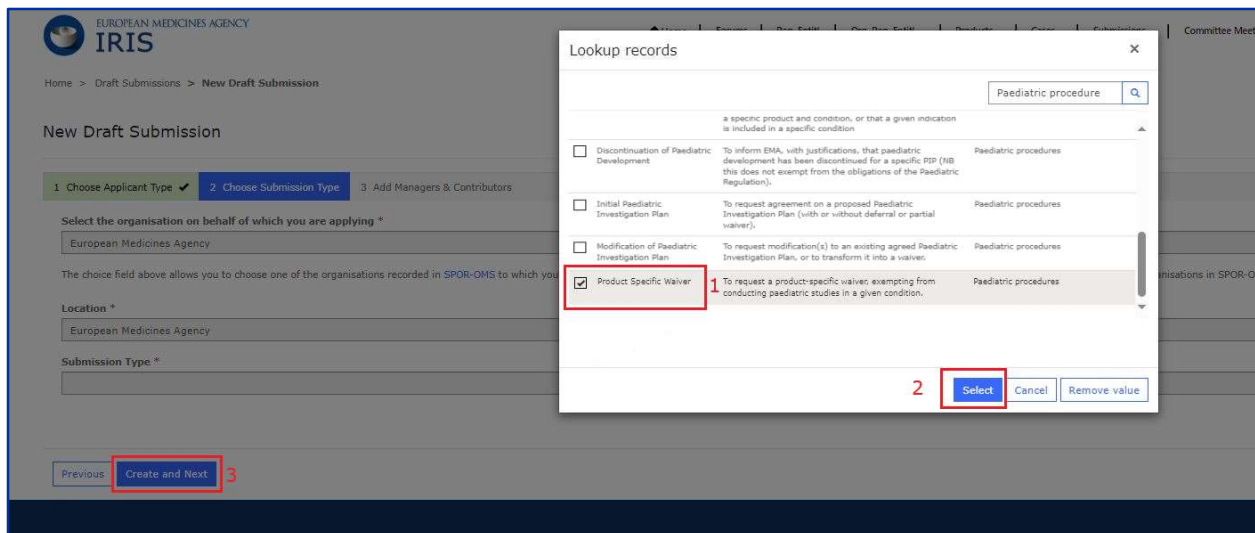 EUROPEAN MEDICINES AGENCY
IRIS
Committee Meet
Home > Draft Submissions > New Draft Submission
New Draft Submission
1 Choose Applicant Type ✔ 2 Choose Submission Type 3 Add Managers & Contributors
Select the organisation on behalf of which you are applying *
European Medicines Agency
The choice field above allows you to choose one of the organisations recorded in SPOR-OMS to which you
anisations in SPOR-O
Location *
European Medicines Agency
Submission Type *
Previous
Create and Next
3
Lookup records
×
Paediatric procedure
a specific product and condition, or that a given indication
is included in a specific condition
Discontinuation of Paediatric
Development
To inform EMA, with justifications, that paediatric
development has been discontinued for a specific PIP (NB
this does not exempt from the obligations of the Paediatric
Regulation).
Paediatric procedures
Initial Paediatric
Investigation Plan
To request agreement on a proposed Paediatric
Investigation Plan (with or without deferral or partial
waiver).
Paediatric procedures
Modification of Paediatric
Investigation Plan
To request modification(s) to an existing agreed Paediatric
Investigation Plan, or to transform it into a waiver.
Paediatric procedures
Product Specific Waiver
1
To request a product-specific waiver, exempting from
conducting paediatric studies in a given condition.
Paediatric procedures
2
Select
Cancel
Remove value